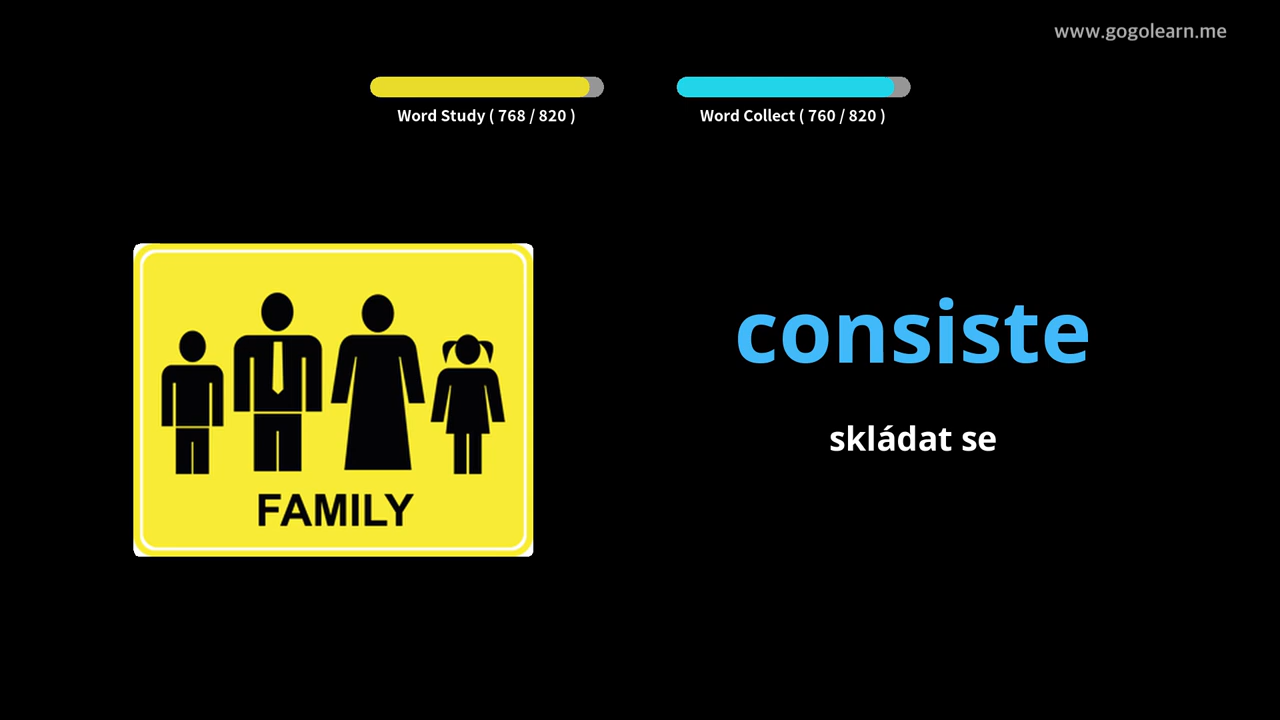 www.gogolearn.me
Word Study ( 768 / 820 )
Word Collect ( 760 / 820 )
consiste
skládat se
FAMILY